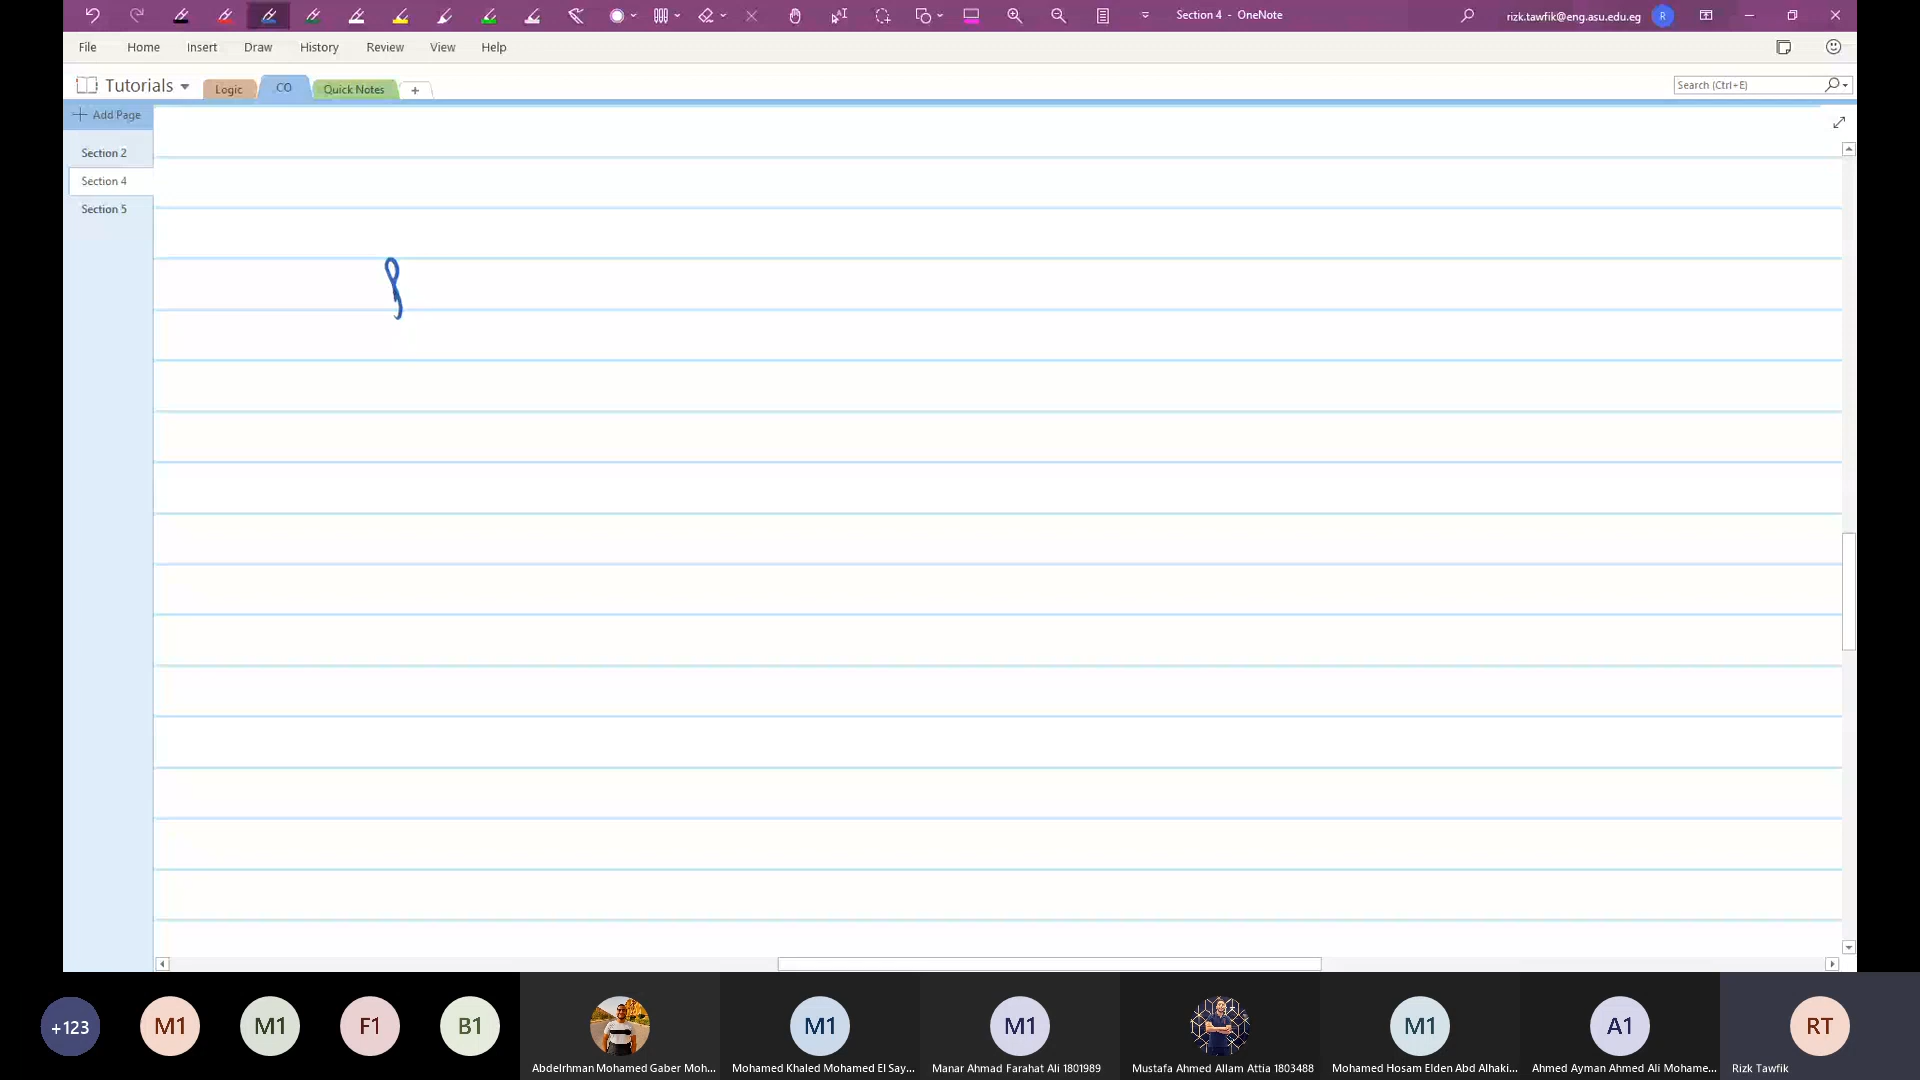 Section 4 - OneNote
rizk.tawfik@eng.asu.edu.eg R
File Home Insert Draw History Review View Help
Tutorials Logic CO Quick Notes +
Search (Ctrl+E)
Add Page
Section 2
Section 4
Section 5
+123 M1 M1 F1 B1 M1 M1 M1 A1 RT
Abdelrhman Mohamed Gaber Moh... Mohamed Khaled Mohamed El Say... Manar Ahmad Farahat Ali 1801989 Mustafa Ahmed Allam Attia 1803488 Mohamed Hosam Elden Abd Alhaki... Ahmed Ayman Ahmed Ali Mohame... Rizk Tawfik